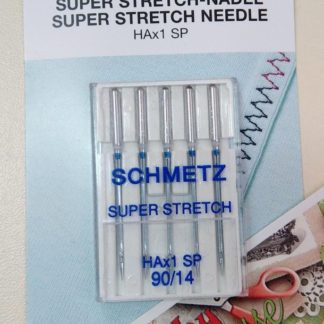 SUPER STRETCH-NADEL
SUPER STRETCH NEEDLE
HAx1 SP
SCHMETZ
SUPER STRETCH
HAx1 SP
90/14